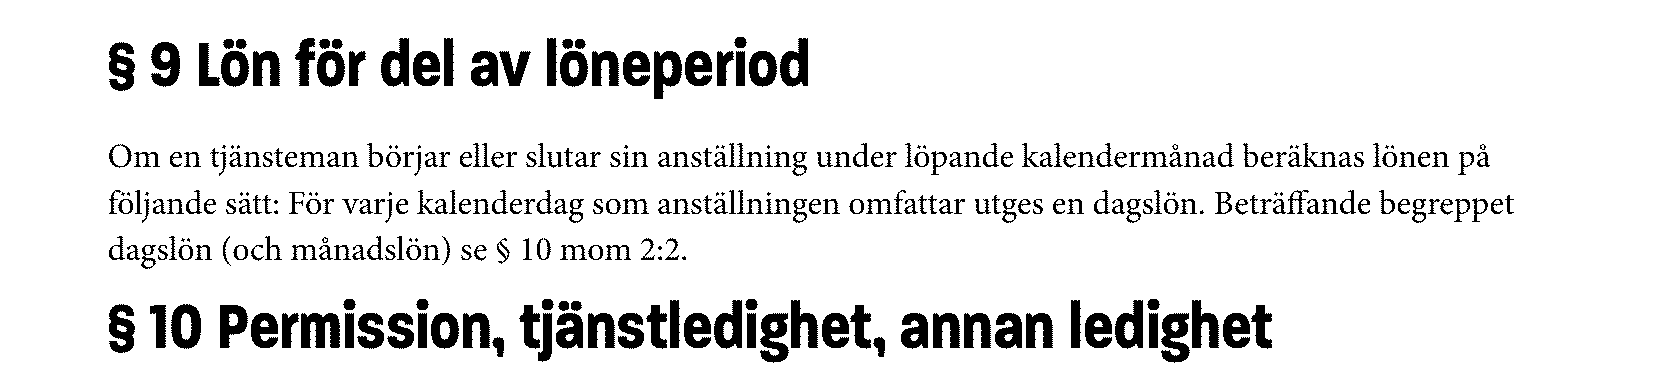 § 9 Lön för del av löneperiod
Om en tjänsteman börjar eller slutar sin anställning under löpande kalendermånad beräknas lönen på
följande sätt: För varje kalenderdag som anställningen omfattar utges en dagslön. Beträffande begreppet
dagslön (och månadslön) se § 10 mom 2:2.
§ 10 Permission, tjänstledighet, annan ledighet